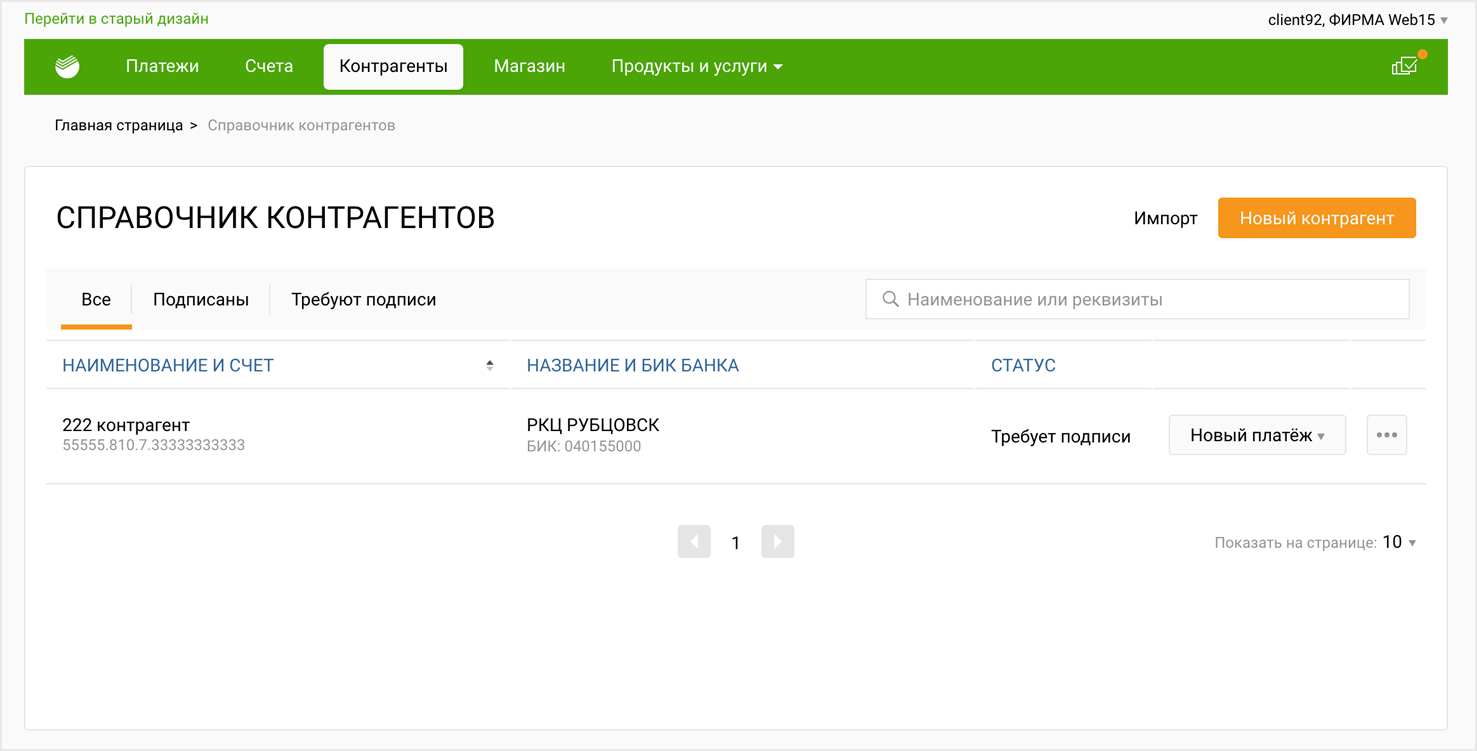 Перейти в старый дизайн
client92, ФИРМА Web15
Платежи Счета Контрагенты Магазин Продукты и услуги
Главная страница > Справочник контрагентов
СПРАВОЧНИК КОНТРАГЕНТОВ
Импорт Новый контрагент
Все Подписаны Требуют подписи Наименование или реквизиты
НАИМЕНОВАНИЕ И СЧЕТ НАЗВАНИЕ И БИК БАНКА СТАТУС
222 контрагент РКЦ РУБЦОВСК
55555.810.7.33333333333 БИК: 040155000
Требует подписи Новый платёж
1
Показать на странице: 10